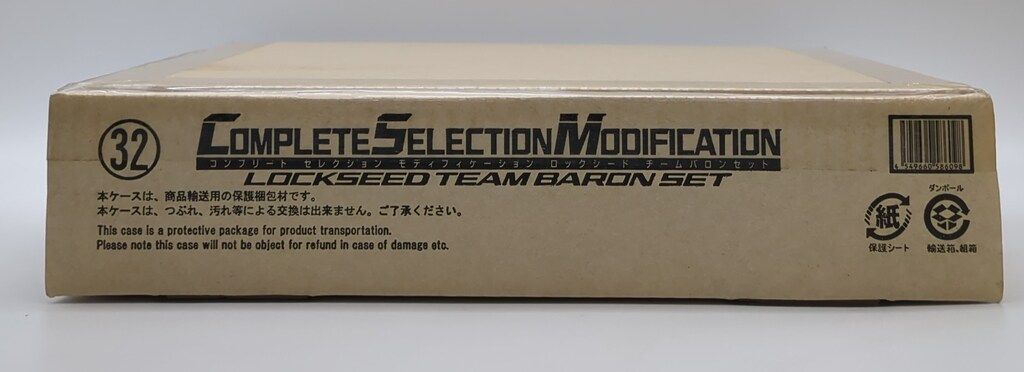 32
COMPLETE SELECTION MODIFICATION
コンプリート セレクション モディフィケーション ロックシード チームバロンセット
LOCKSEED TEAM BARON SET
本ケースは、商品輸送用の保護梱包材です。
本ケースは、つぶれ、汚れ等による交換は出来ません。ご了承ください。
This case is a protective package for product transportation.
Please note this case will not be object for refund in case of damage etc.
4 549660 586098
紙
保護シート
ダンボール
輸送箱、組箱